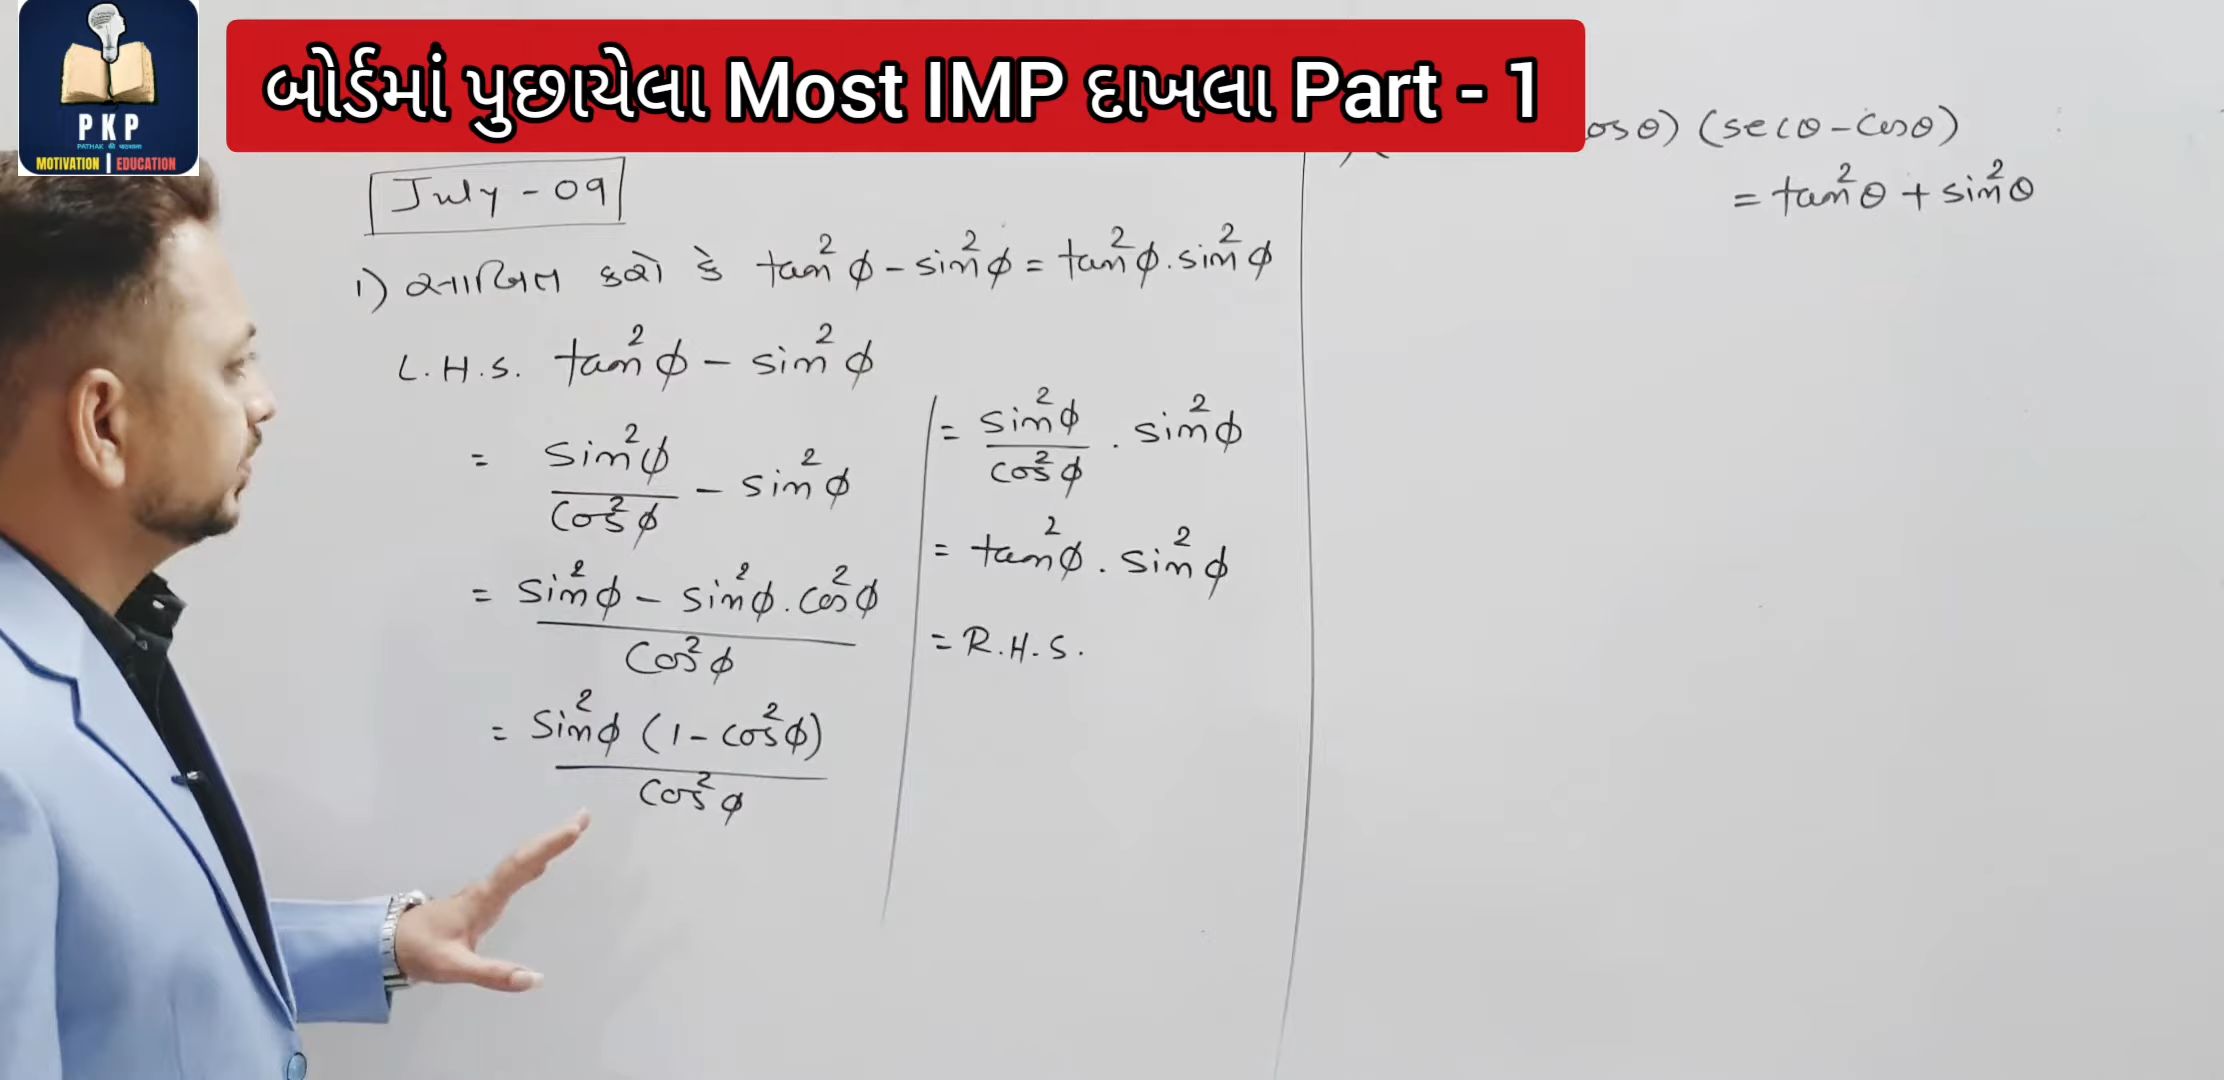 બોર્ડમાં પુછાયેલા Most IMP દાખલા Part - 1
PKP
PATHAK की पाठशाला
MOTIVATION | EDUCATION
July - 09
1) સાબિત કરો કે tan²φ - sin²φ = tan²φ . sin²φ
L.H.S. tan²φ - sin²φ
= sin²φ / cos²φ - sin²φ
= sin²φ - sin²φ . cos²φ / cos²φ
= sin²φ (1 - cos²φ) / cos²φ
= sin²φ / cos²φ . sin²φ
= tan²φ . sin²φ
= R.H.S.
osθ) (secθ - cosθ)
= tan²θ + sin²θ